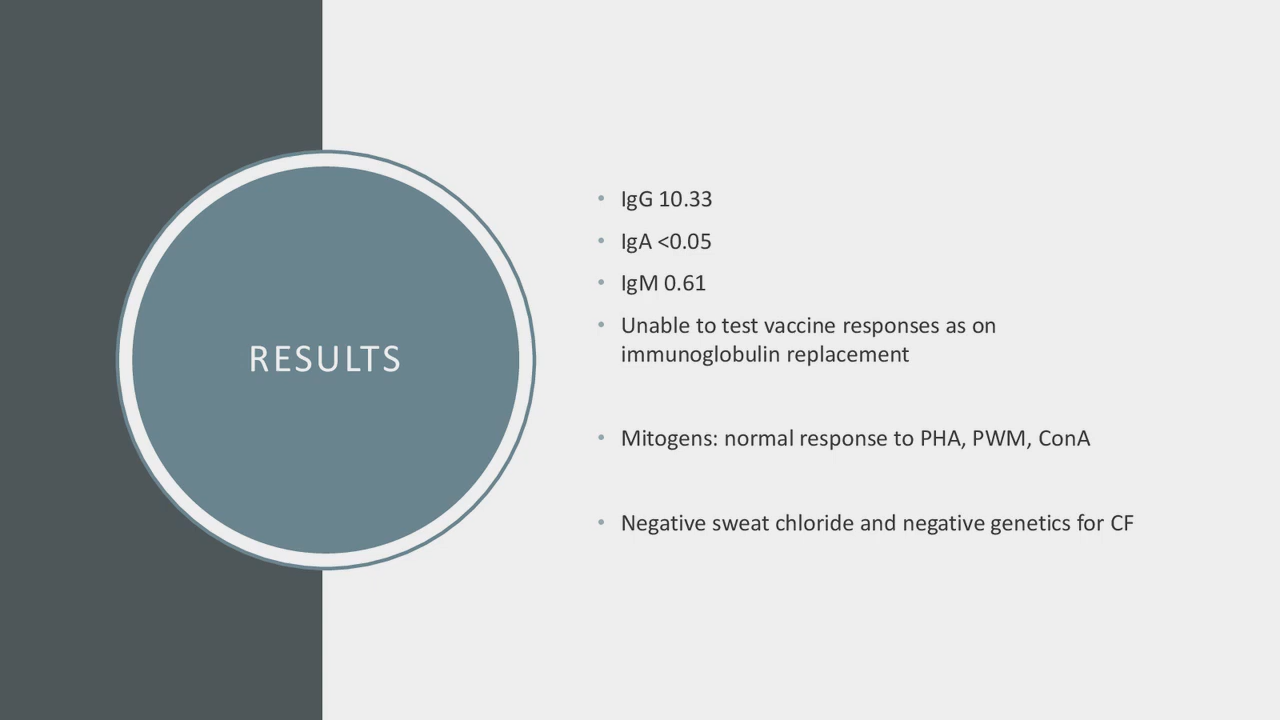 RESULTS
• IgG 10.33
• IgA <0.05
• IgM 0.61
• Unable to test vaccine responses as on
immunoglobulin replacement
• Mitogens: normal response to PHA, PWM, ConA
• Negative sweat chloride and negative genetics for CF